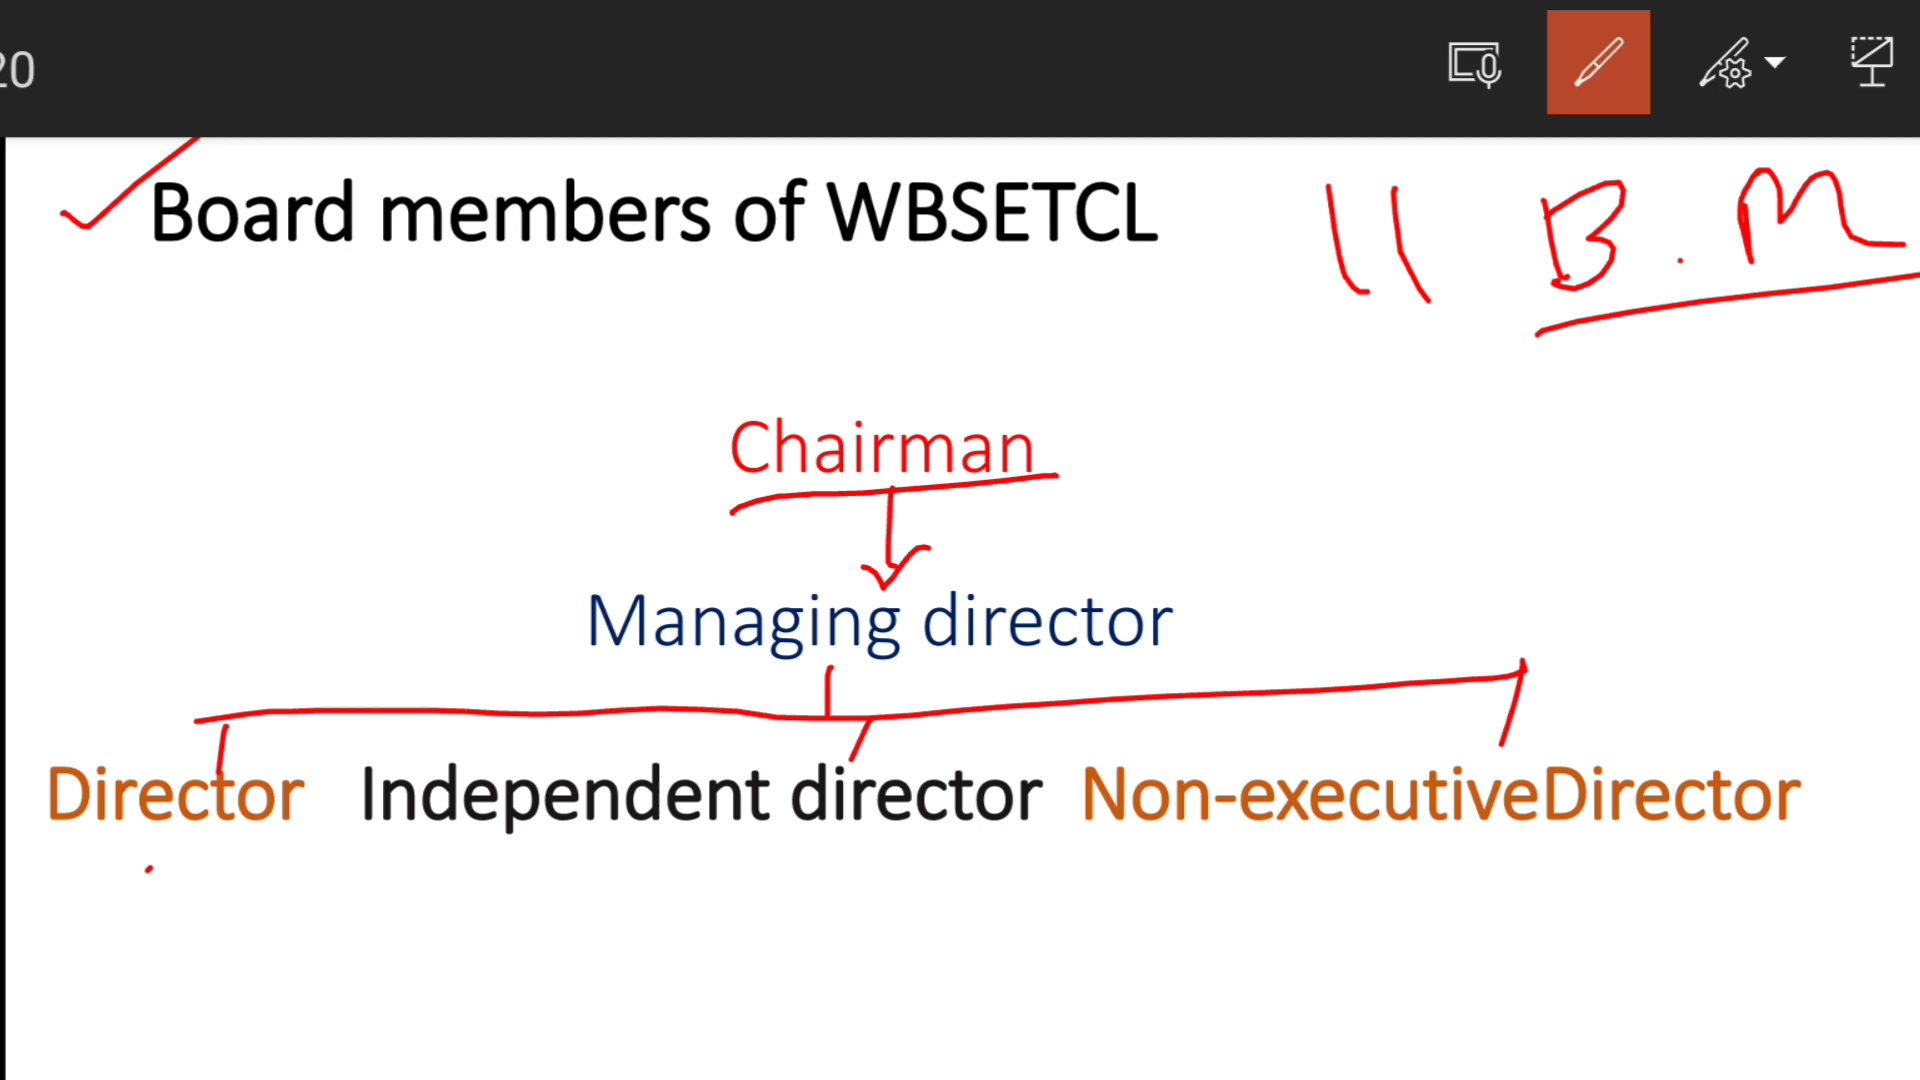 20
Board members of WBSETCL 11 B.M
Chairman
Managing director
Director Independent director Non-executiveDirector